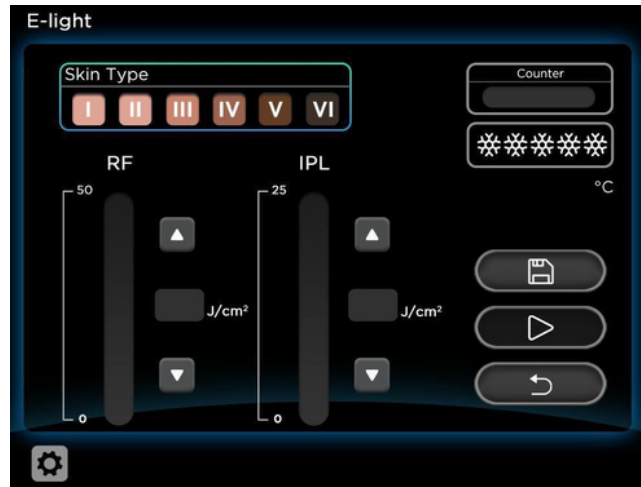 E-light
Skin Type
I II III IV V VI
Counter
RF
IPL
°C
50
25
J/cm²
J/cm²
0
0